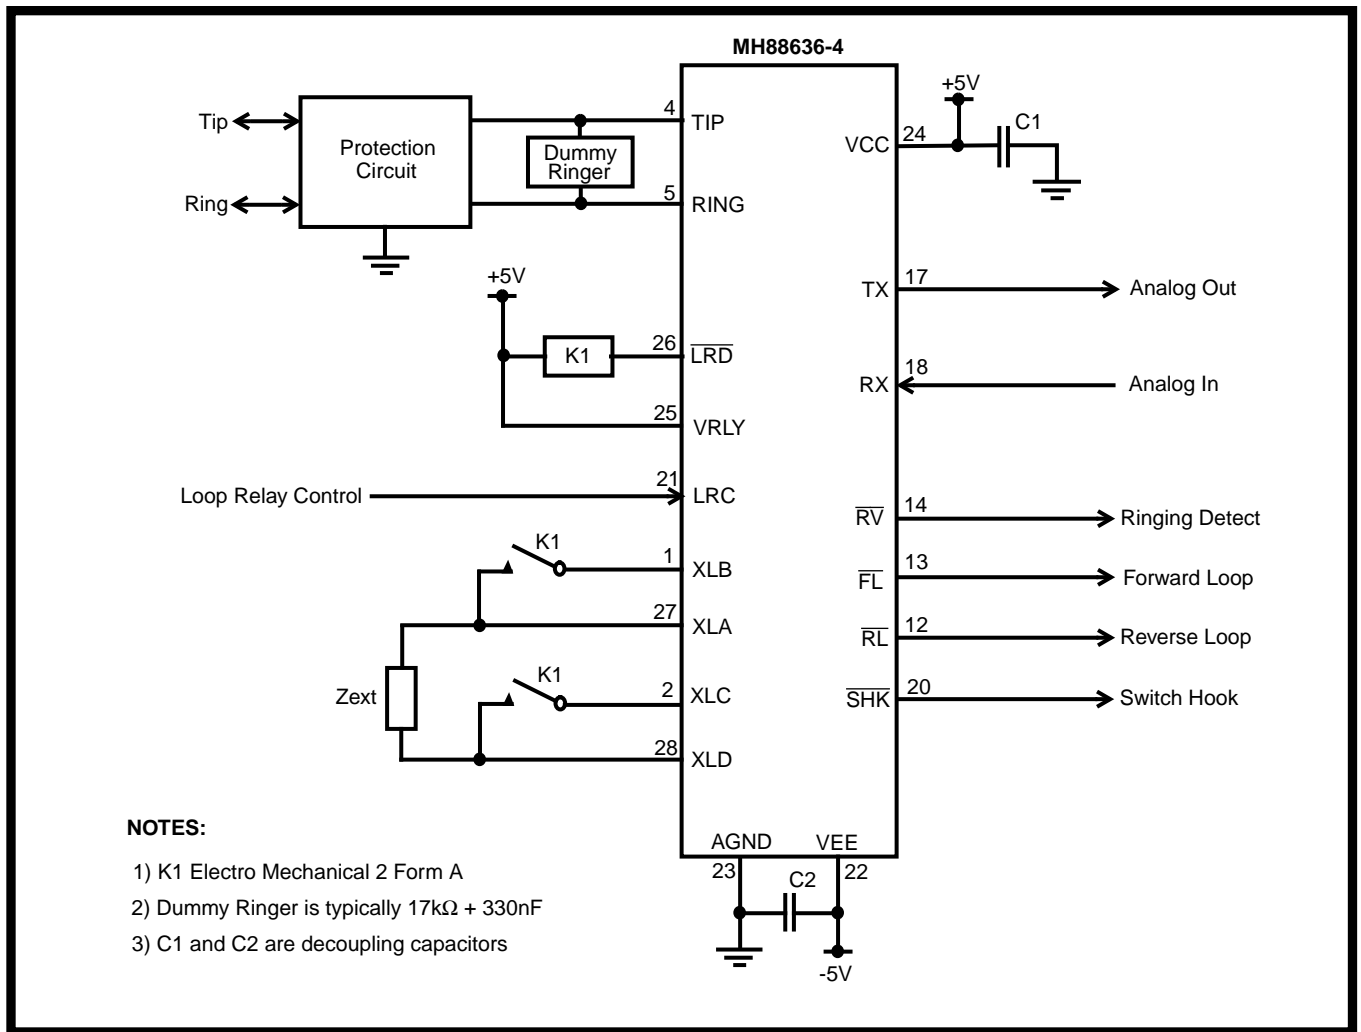 MH88636-4
+5V
C1
4
TIP
Tip
Protection
Circuit
Dummy
Ringer
VCC
24
Ring
5
RING
+5V
TX
17
Analog Out
K1
26
LRD
RX
18
Analog In
25
VRLY
Loop Relay Control
21
LRC
RV
14
Ringing Detect
K1
1
XLB
FL
13
Forward Loop
27
XLA
RL
12
Reverse Loop
K1
Zext
2
XLC
SHK
20
Switch Hook
28
XLD
NOTES:
1) K1 Electro Mechanical 2 Form A
2) Dummy Ringer is typically 17kΩ + 330nF
3) C1 and C2 are decoupling capacitors
AGND
VEE
23
C2
22
-5V